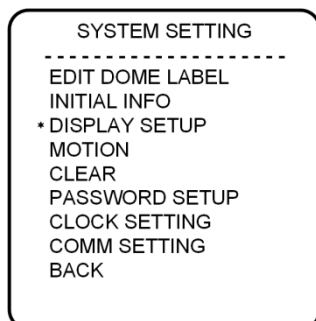 SYSTEM SETTING
- - - - - - - - - - - - - - - - - - - - - -
EDIT DOME LABEL
INITIAL INFO
* DISPLAY SETUP
MOTION
CLEAR
PASSWORD SETUP
CLOCK SETTING
COMM SETTING
BACK